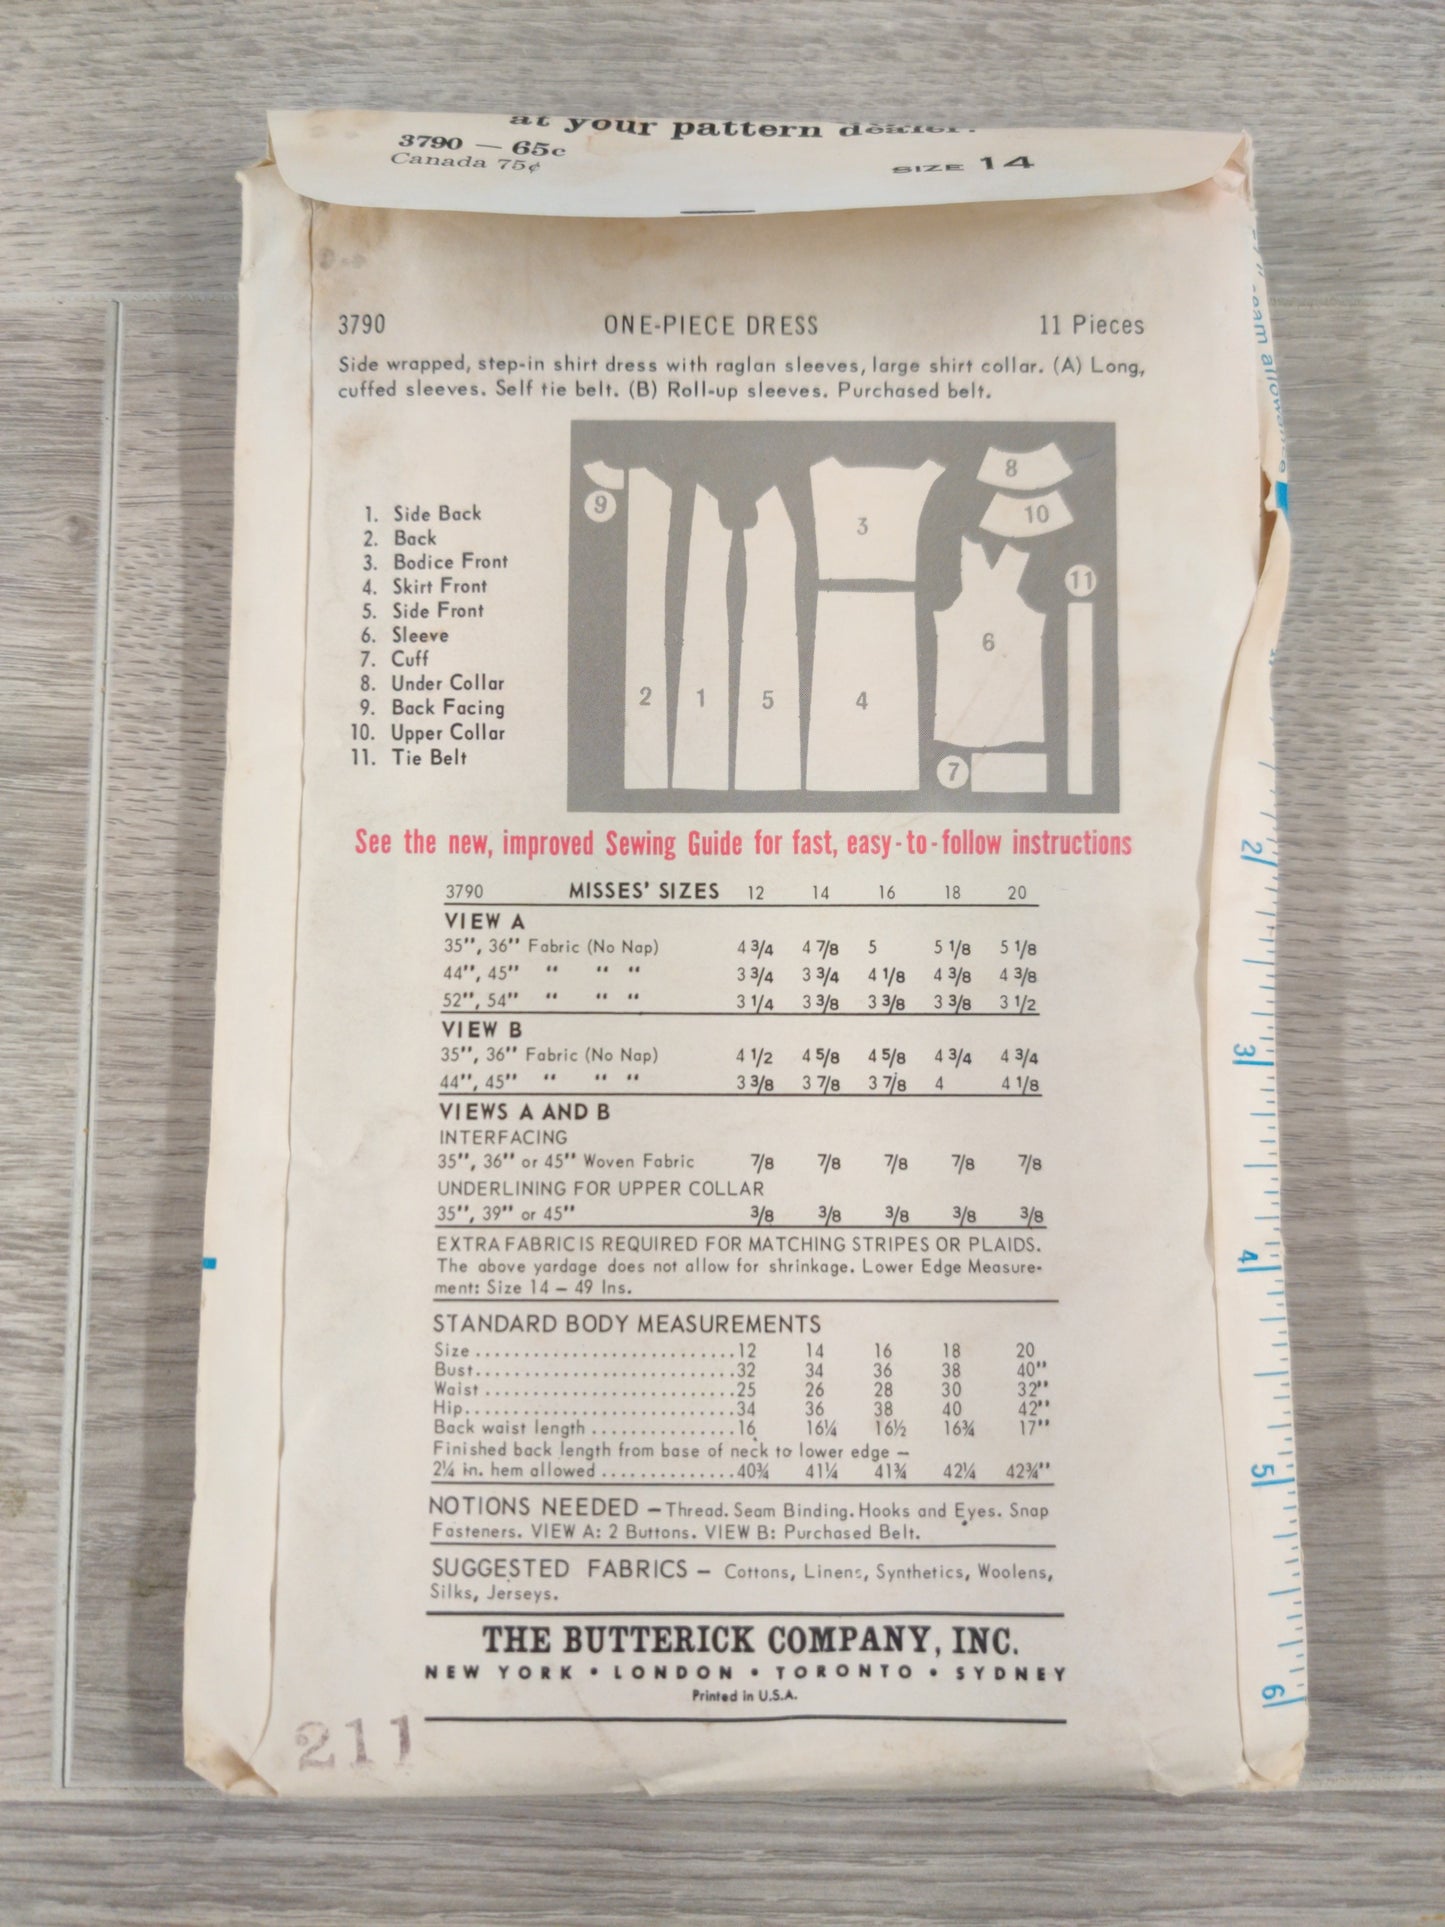 at your pattern dealer.
3790 — 65c
Canada 75¢
SIZE 14
3790 ONE-PIECE DRESS 11 Pieces
Side wrapped, step-in shirt dress with raglan sleeves, large shirt collar. (A) Long,
cuffed sleeves. Self tie belt. (B) Roll-up sleeves. Purchased belt.
1. Side Back
2. Back
3. Bodice Front
4. Skirt Front
5. Side Front
6. Sleeve
7. Cuff
8. Under Collar
9. Back Facing
10. Upper Collar
11. Tie Belt
9
2
1
5
3
4
8
10
6
7
11
See the new, improved Sewing Guide for fast, easy-to-follow instructions
3790 MISSES' SIZES 12 14 16 18 20
VIEW A
35", 36" Fabric (No Nap) 4 3/4 4 7/8 5 5 1/8 5 1/8
44", 45" " " " 3 3/4 3 3/4 4 1/8 4 3/8 4 3/8
52", 54" " " " 3 1/4 3 3/8 3 3/8 3 3/8 3 1/2
VIEW B
35", 36" Fabric (No Nap) 4 1/2 4 5/8 4 5/8 4 3/4 4 3/4
44", 45" " " " 3 3/8 3 7/8 3 7/8 4 4 1/8
VIEWS A AND B
INTERFACING
35", 36" or 45" Woven Fabric 7/8 7/8 7/8 7/8 7/8
UNDERLINING FOR UPPER COLLAR
35", 39" or 45" 3/8 3/8 3/8 3/8 3/8
EXTRA FABRIC IS REQUIRED FOR MATCHING STRIPES OR PLAIDS.
The above yardage does not allow for shrinkage. Lower Edge Measure-
ment: Size 14 – 49 Ins.
STANDARD BODY MEASUREMENTS
Size ........................... 12 14 16 18 20
Bust ........................... 32 34 36 38 40"
Waist .......................... 25 26 28 30 32"
Hip ............................ 34 36 38 40 42"
Back waist length ............... 16 16¼ 16½ 16¾ 17"
Finished back length from base of neck to lower edge –
2¼ in. hem allowed .............. 40¾ 41¼ 41¾ 42¼ 42¾"
NOTIONS NEEDED – Thread. Seam Binding. Hooks and Eyes. Snap
Fasteners. VIEW A: 2 Buttons. VIEW B: Purchased Belt.
SUGGESTED FABRICS – Cottons, Linens, Synthetics, Woolens,
Silks, Jerseys.
THE BUTTERICK COMPANY, INC.
NEW YORK • LONDON • TORONTO • SYDNEY
Printed in U.S.A.
211
seam allowance
2
3
4
5
6